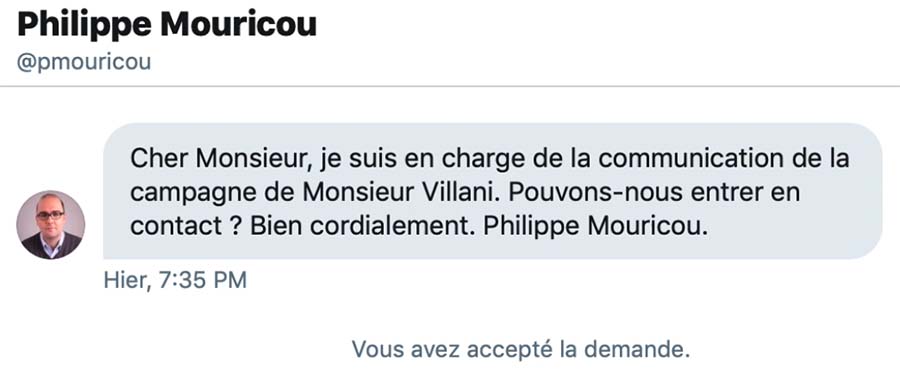 Philippe Mouricou
@pmouricou
Cher Monsieur, je suis en charge de la communication de la
campagne de Monsieur Villani. Pouvons-nous entrer en
contact ? Bien cordialement. Philippe Mouricou.
Hier, 7:35 PM
Vous avez accepté la demande.